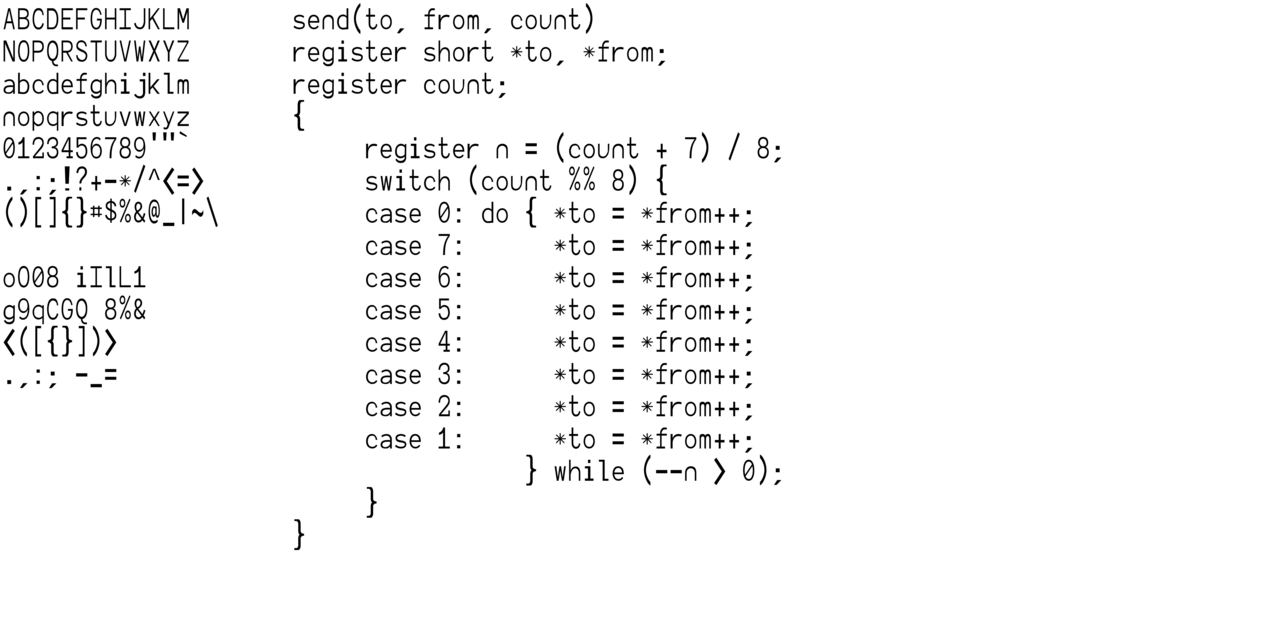 ABCDEFGHIJKLM
NOPQRSTUVWXYZ
abcdefghijklm
nopqrstuvwxyz
0123456789'"`
.,:;!?+-*/^<=>
()[]{}#$%&@_|~\
oO08 iIlL1
g9qCGQ 8%&
<([{}])>
.,:; -_=
send(to, from, count)
register short *to, *from;
register count;
{
     register n = (count + 7) / 8;
     switch (count %% 8) {
     case 0: do { *to = *from++;
     case 7:      *to = *from++;
     case 6:      *to = *from++;
     case 5:      *to = *from++;
     case 4:      *to = *from++;
     case 3:      *to = *from++;
     case 2:      *to = *from++;
     case 1:      *to = *from++;
                } while (--n > 0);
     }
}